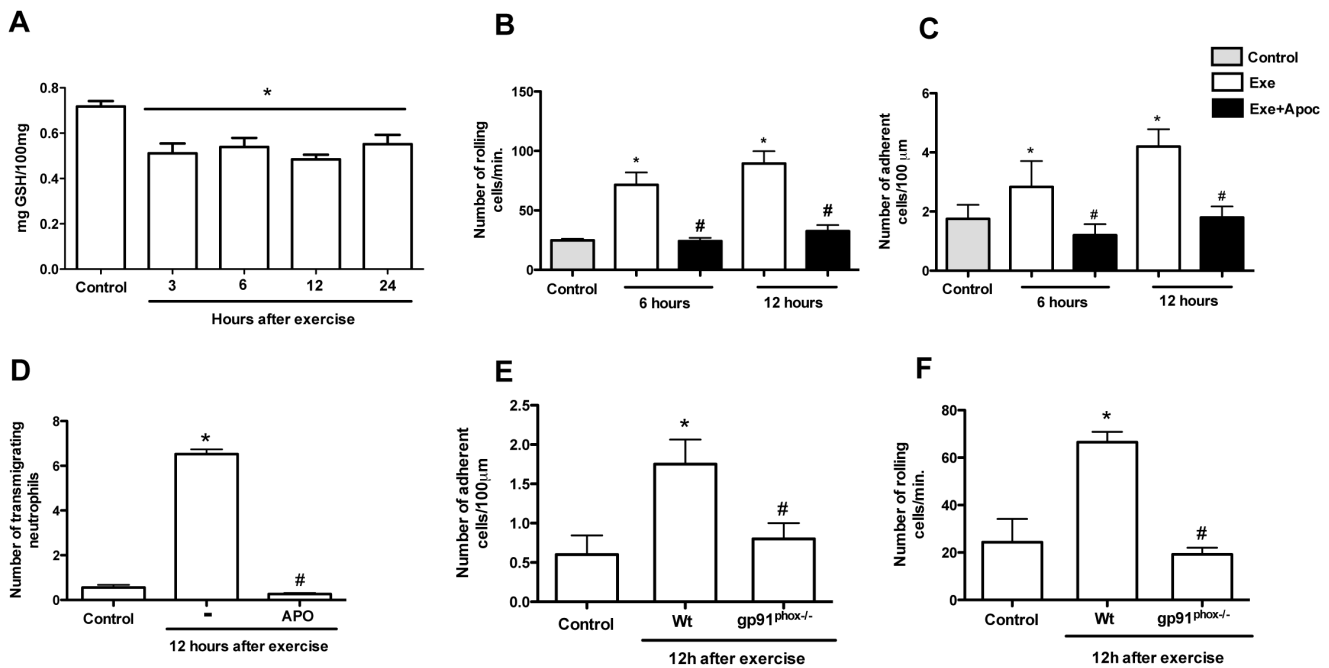 A
mg GSH/100mg
0.8
0.6
0.4
0.2
0.0
*
Control
3
6
12
24
Hours after exercise
B
Number of rolling
cells/min.
150
100
50
0
*
#
*
#
Control
6 hours
12 hours
C
Control
Exe
Exe+Apoc
Number of adherent
cells/100 µm
6
4
2
0
*
#
*
#
Control
6 hours
12 hours
D
Number of transmigrating
neutrophils
8
6
4
2
0
*
#
Control
-
APO
12 hours after exercise
E
Number of adherent
cells/100µm
2.5
2.0
1.5
1.0
0.5
0.0
*
#
Control
Wt
gp91phox-/-
12h after exercise
F
Number of rolling
cells/min.
80
60
40
20
0
*
#
Control
Wt
gp91phox-/-
12h after exercise